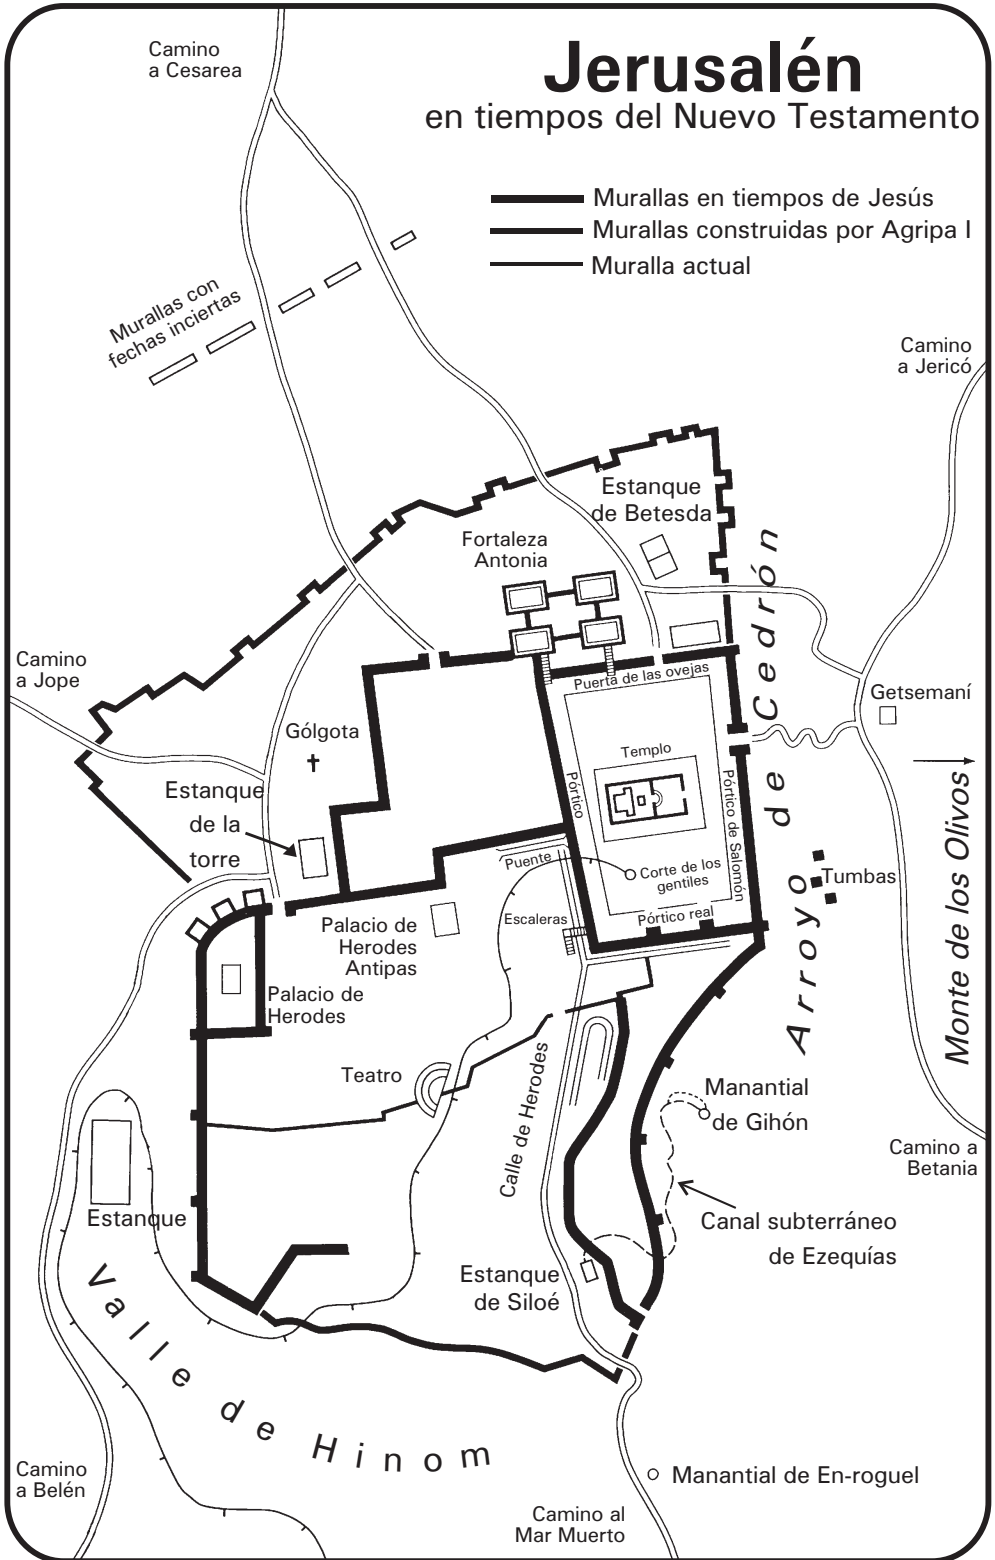 Jerusalén
en tiempos del Nuevo Testamento
Camino
a Cesarea
Murallas en tiempos de Jesús
Murallas construidas por Agripa I
Muralla actual
Murallas con
fechas inciertas
Camino
a Jericó
Estanque
de Betesda
Fortaleza
Antonia
Camino
a Jope
Puerta de las ovejas
Getsemaní
Gólgota
Templo
Pórtico
Pórtico de Salomón
Arroyo de Cedrón
Monte de los Olivos
Estanque
de la
torre
Puente
Corte de los
gentiles
Tumbas
Escaleras
Pórtico real
Palacio de
Herodes
Antipas
Palacio de
Herodes
Teatro
Calle de Herodes
Manantial
de Gihón
Camino a
Betania
Estanque
Canal subterráneo
de Ezequías
Estanque
de Siloé
Valle de Hinom
Camino
a Belén
Manantial de En-roguel
Camino al
Mar Muerto